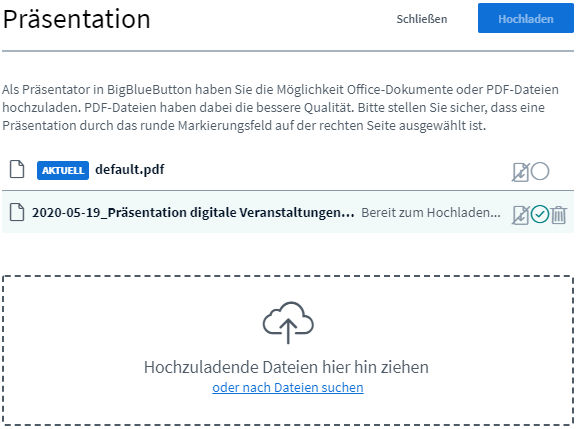 Präsentation
Schließen
Hochladen
Als Präsentator in BigBlueButton haben Sie die Möglichkeit Office-Dokumente oder PDF-Dateien
hochzuladen. PDF-Dateien haben dabei die bessere Qualität. Bitte stellen Sie sicher, dass eine
Präsentation durch das runde Markierungsfeld auf der rechten Seite ausgewählt ist.
AKTUELL default.pdf
2020-05-19_Präsentation digitale Veranstaltungen... Bereit zum Hochladen...
Hochzuladende Dateien hier hin ziehen
oder nach Dateien suchen